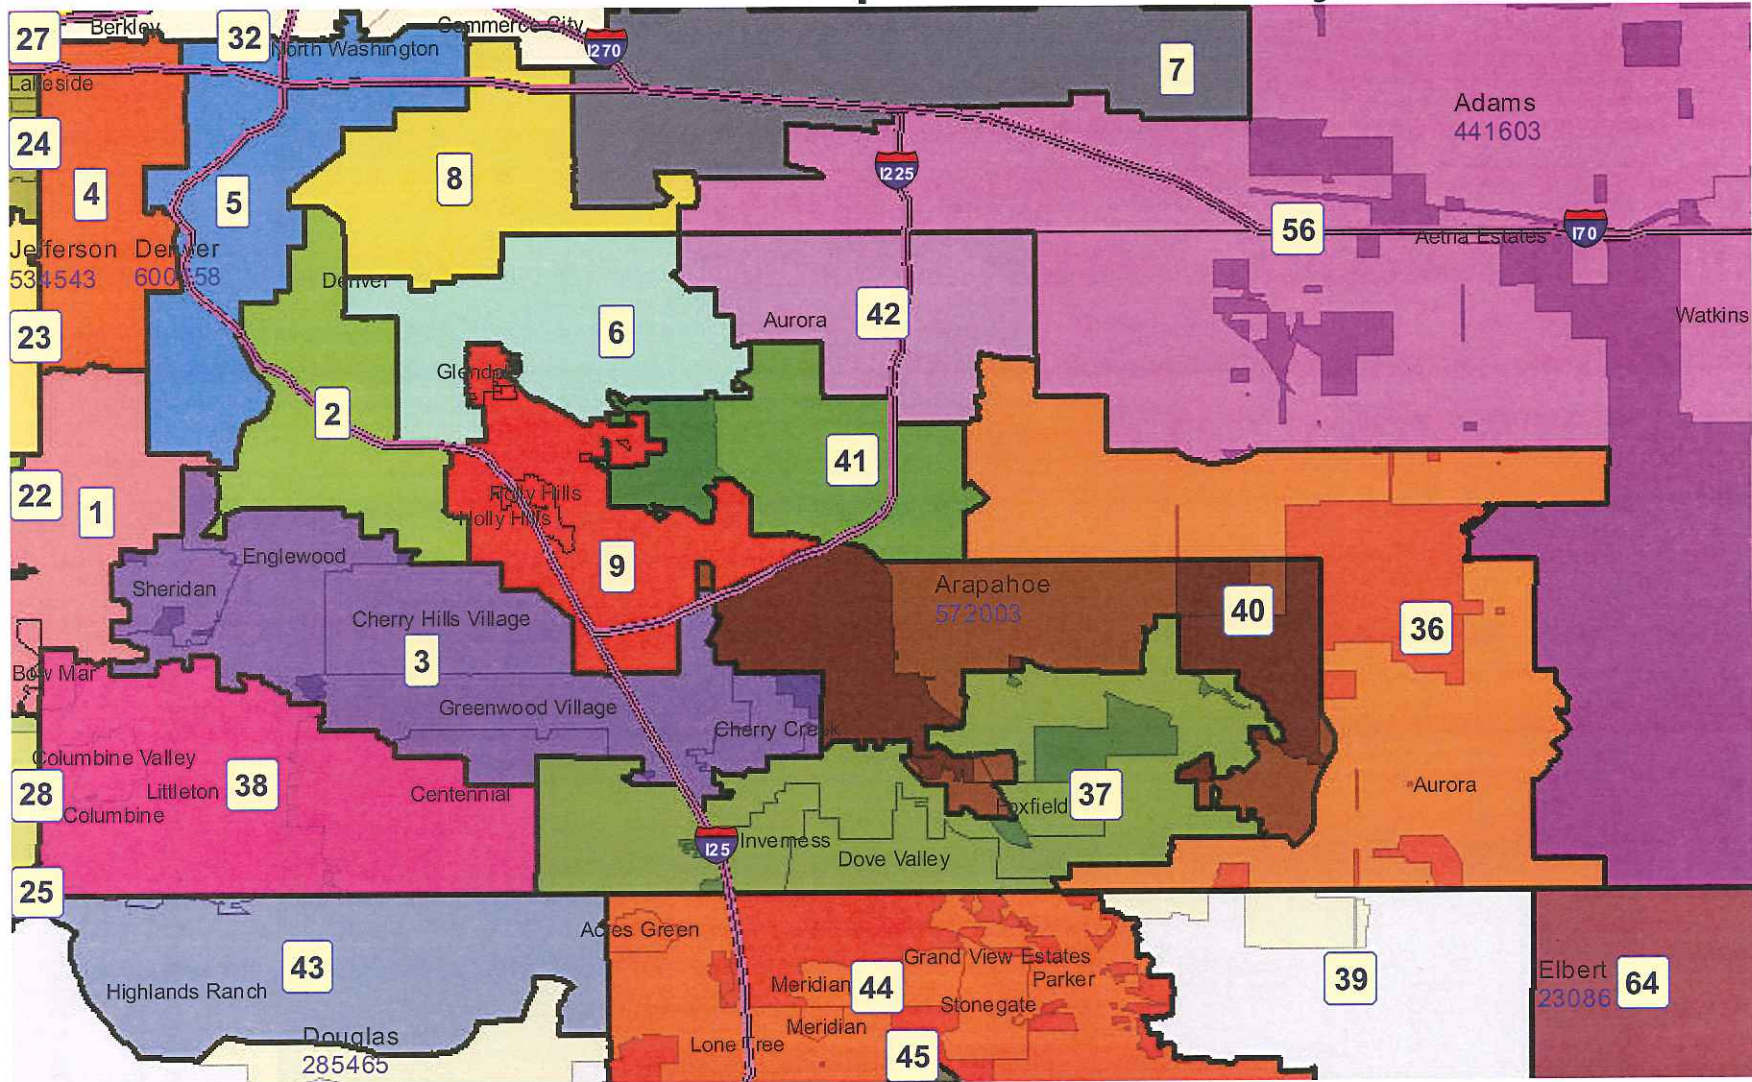 27
Berkley
32
North Washington
Commerce City
I270
7
Lakeside
Adams
441603
24
4
5
8
I225
56
Aetna Estates
I70
Jefferson
534543
Denver
Denver
23
6
Aurora
42
Watkins
2
41
22
1
Holly Hills
Holly Hills
Englewood
Sheridan
9
Arapahoe
572003
40
36
Cherry Hills Village
3
Bow Mar
Greenwood Village
Cherry Creek
Columbine Valley
28
Littleton
38
Centennial
Columbine
Foxfield
37
Aurora
I25
Inverness
Dove Valley
25
Acres Green
43
Highlands Ranch
Grand View Estates
Meridian
44
Parker
Stonegate
Meridian
39
Elbert
23086
64
Douglas
285465
Lone Tree
45